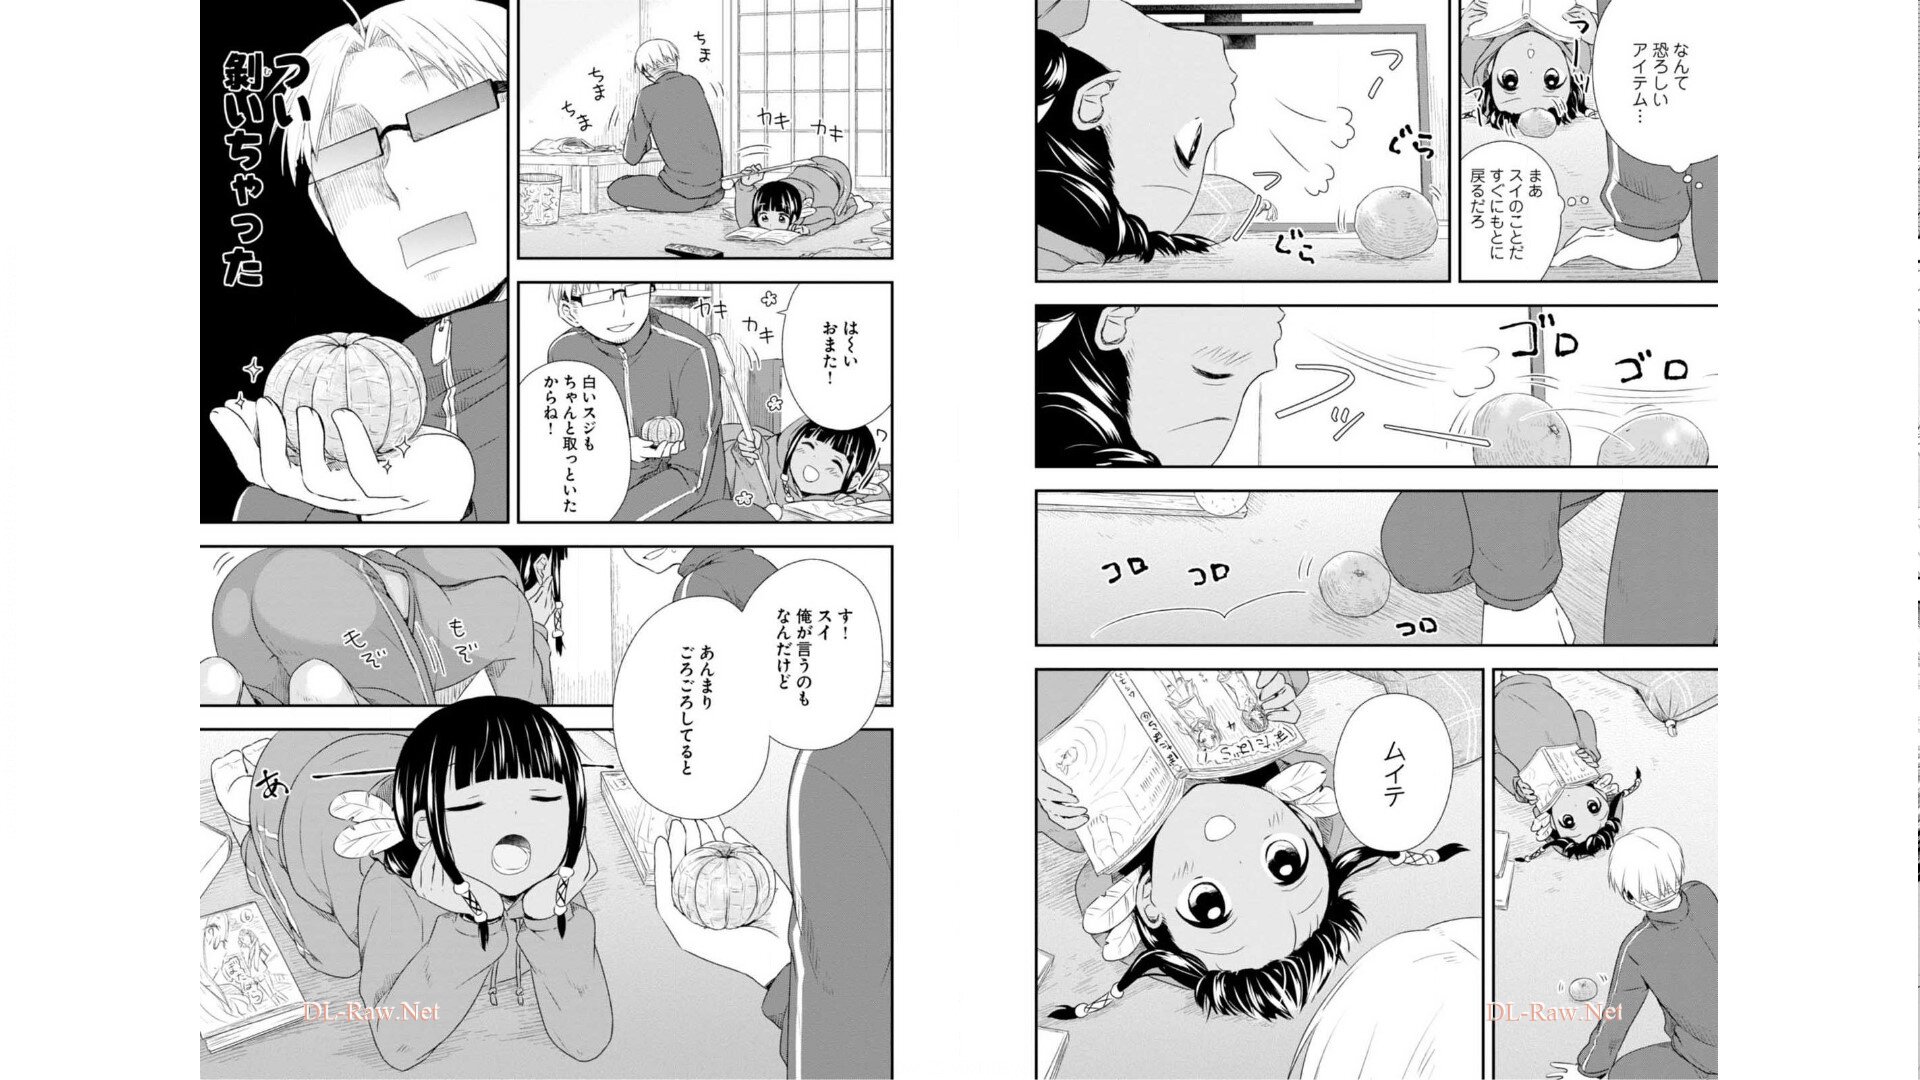 なんて
恐ろしい
アイテム…
まあ
スイのことだ
すぐにもとに
戻るだろ
つー
つー
つー
ぐら
ぐら
ゴロ
ゴロ
コロ
コロ
コロ
ムイテ
ちま
ちま
ちま
カキ
カキ
は〜い
おまた!
カキ
カキ
白いスジも
ちゃんと取っといた
からね!
つい
剝いちゃった
す!
スイ
俺が言うのも
なんだけど
あんまり
ごろごろしてると
もぞ
もぞ
あ
DL-Raw.Net
DL-Raw.Net